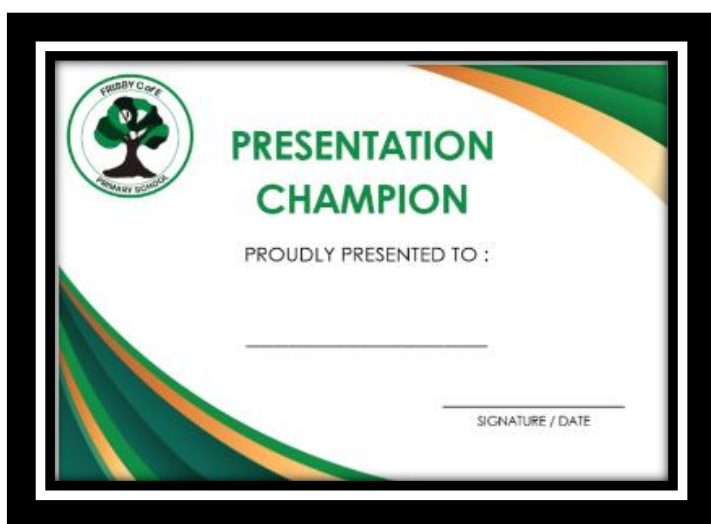 FRISBY C of E
PRIMARY SCHOOL
PRESENTATION
CHAMPION
PROUDLY PRESENTED TO :
SIGNATURE / DATE